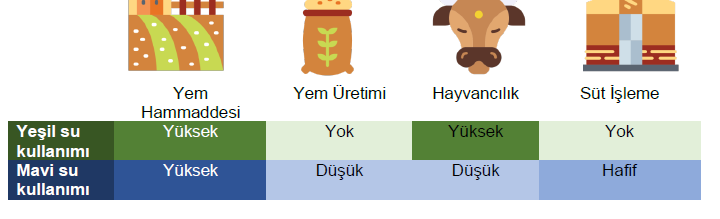 Yem
Hammaddesi
Yem Üretimi
Hayvancılık
Süt İşleme
Yeşil su
kullanımı
Yüksek
Yok
Yüksek
Yok
Mavi su
kullanımı
Yüksek
Düşük
Düşük
Hafif